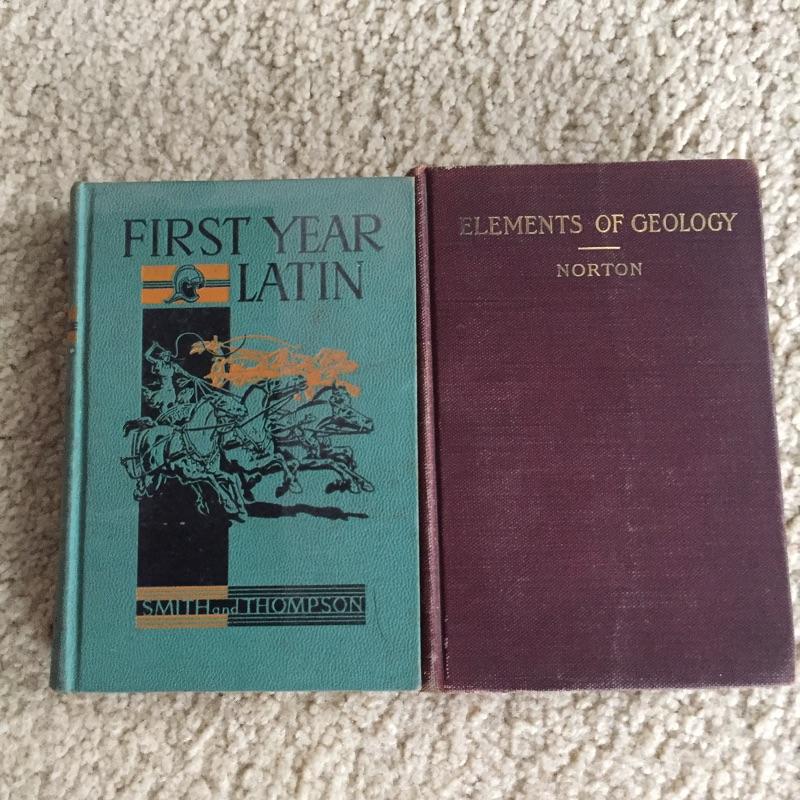 FIRST YEAR
LATIN
SMITH and THOMPSON
ELEMENTS OF GEOLOGY
NORTON